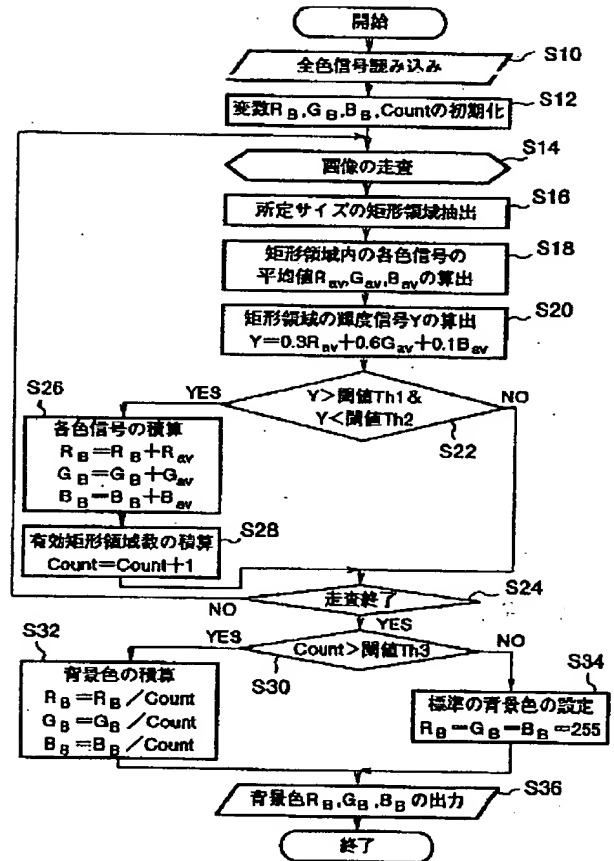 開始
S10
全色信号読み込み
S12
変数R_B,G_B,B_B,Countの初期化
S14
画像の走査
S16
所定サイズの矩形領域抽出
S18
矩形領域内の各色信号の
平均値R_av,G_av,B_avの算出
S20
矩形領域の輝度信号Yの算出
Y=0.3R_av+0.6G_av+0.1B_av
S26
YES
Y>閾値Th1&
Y<閾値Th2
NO
S22
各色信号の積算
R_B=R_B+R_av
G_B=G_B+G_av
B_B=B_B+B_av
S28
有効矩形領域数の積算
Count=Count+1
S24
走査終了
NO
YES
S32
YES
Count>閾値Th3
NO
S30
S34
背景色の積算
R_B=R_B/Count
G_B=G_B/Count
B_B=B_B/Count
標準の背景色の設定
R_B=G_B=B_B=255
S36
背景色R_B,G_B,B_Bの出力
終了